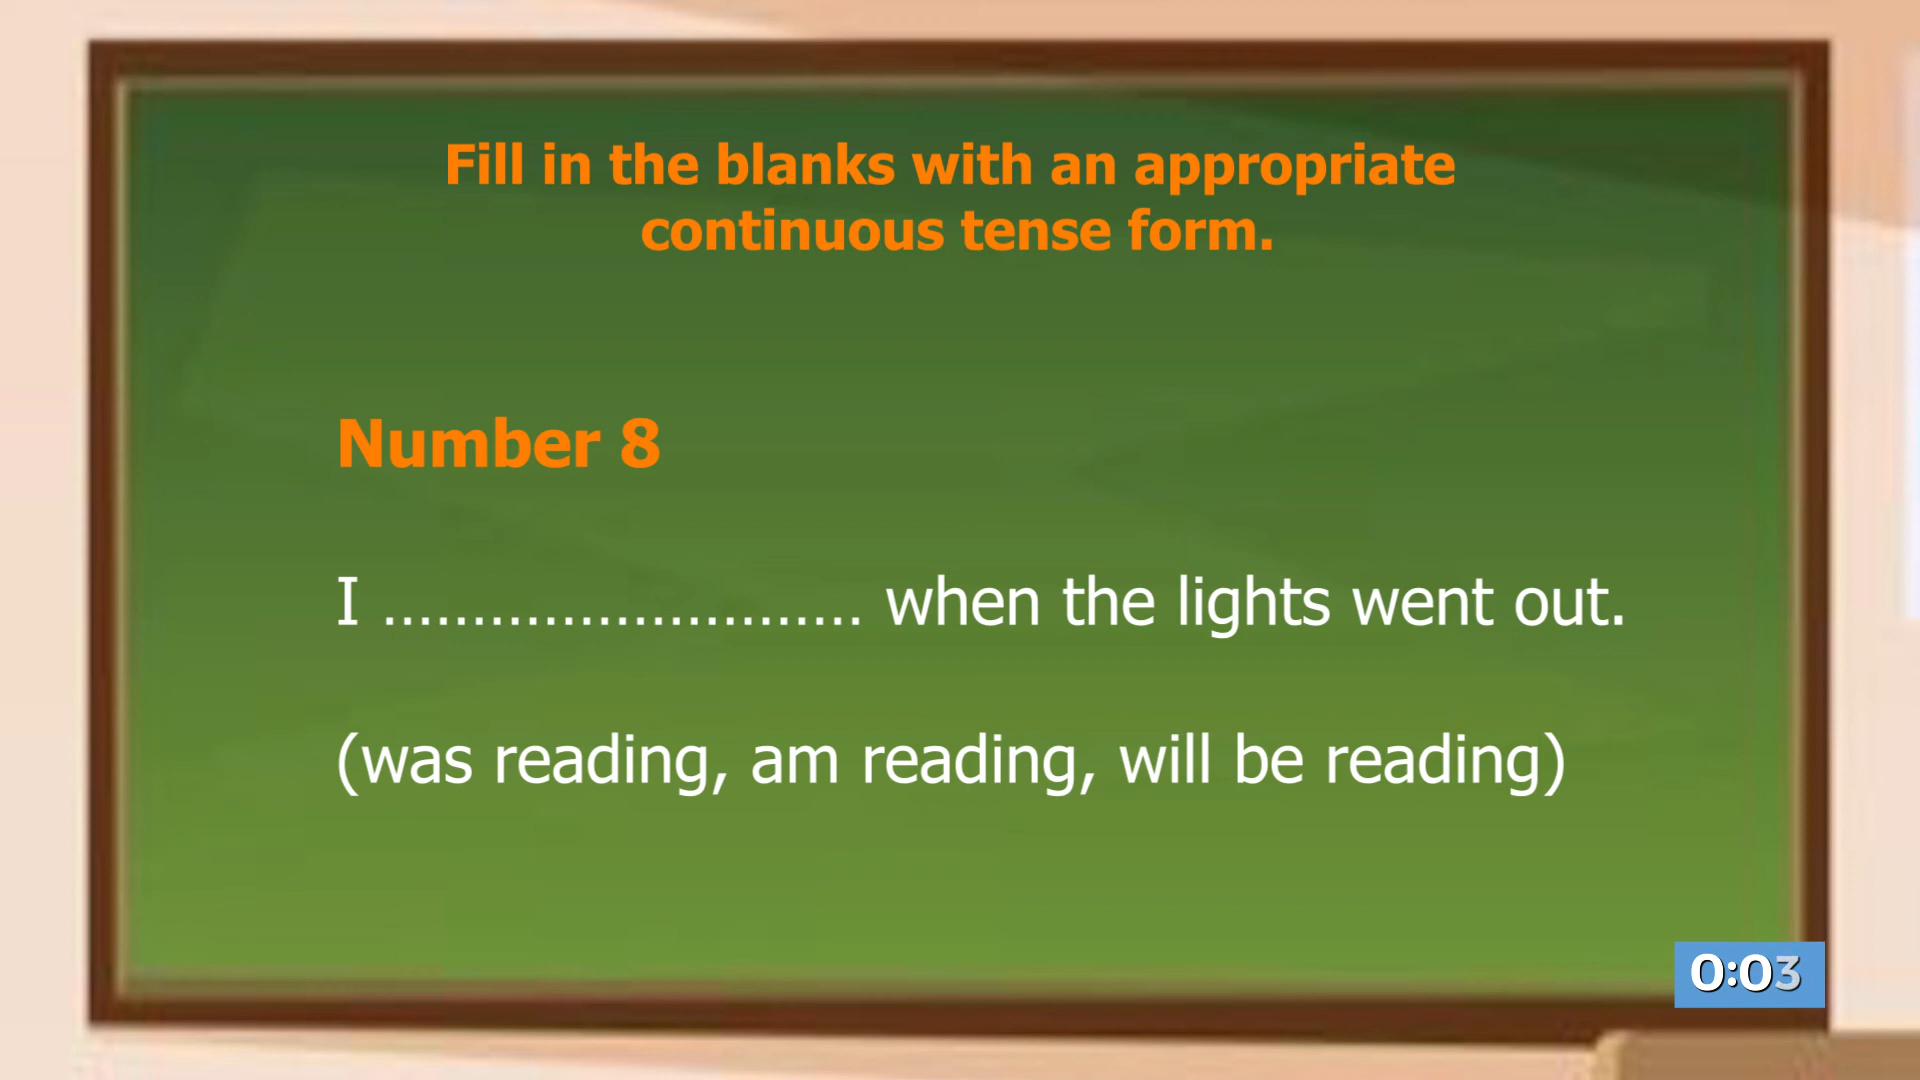 Fill in the blanks with an appropriate
continuous tense form.
Number 8
I ........................... when the lights went out.
(was reading, am reading, will be reading)
0:03